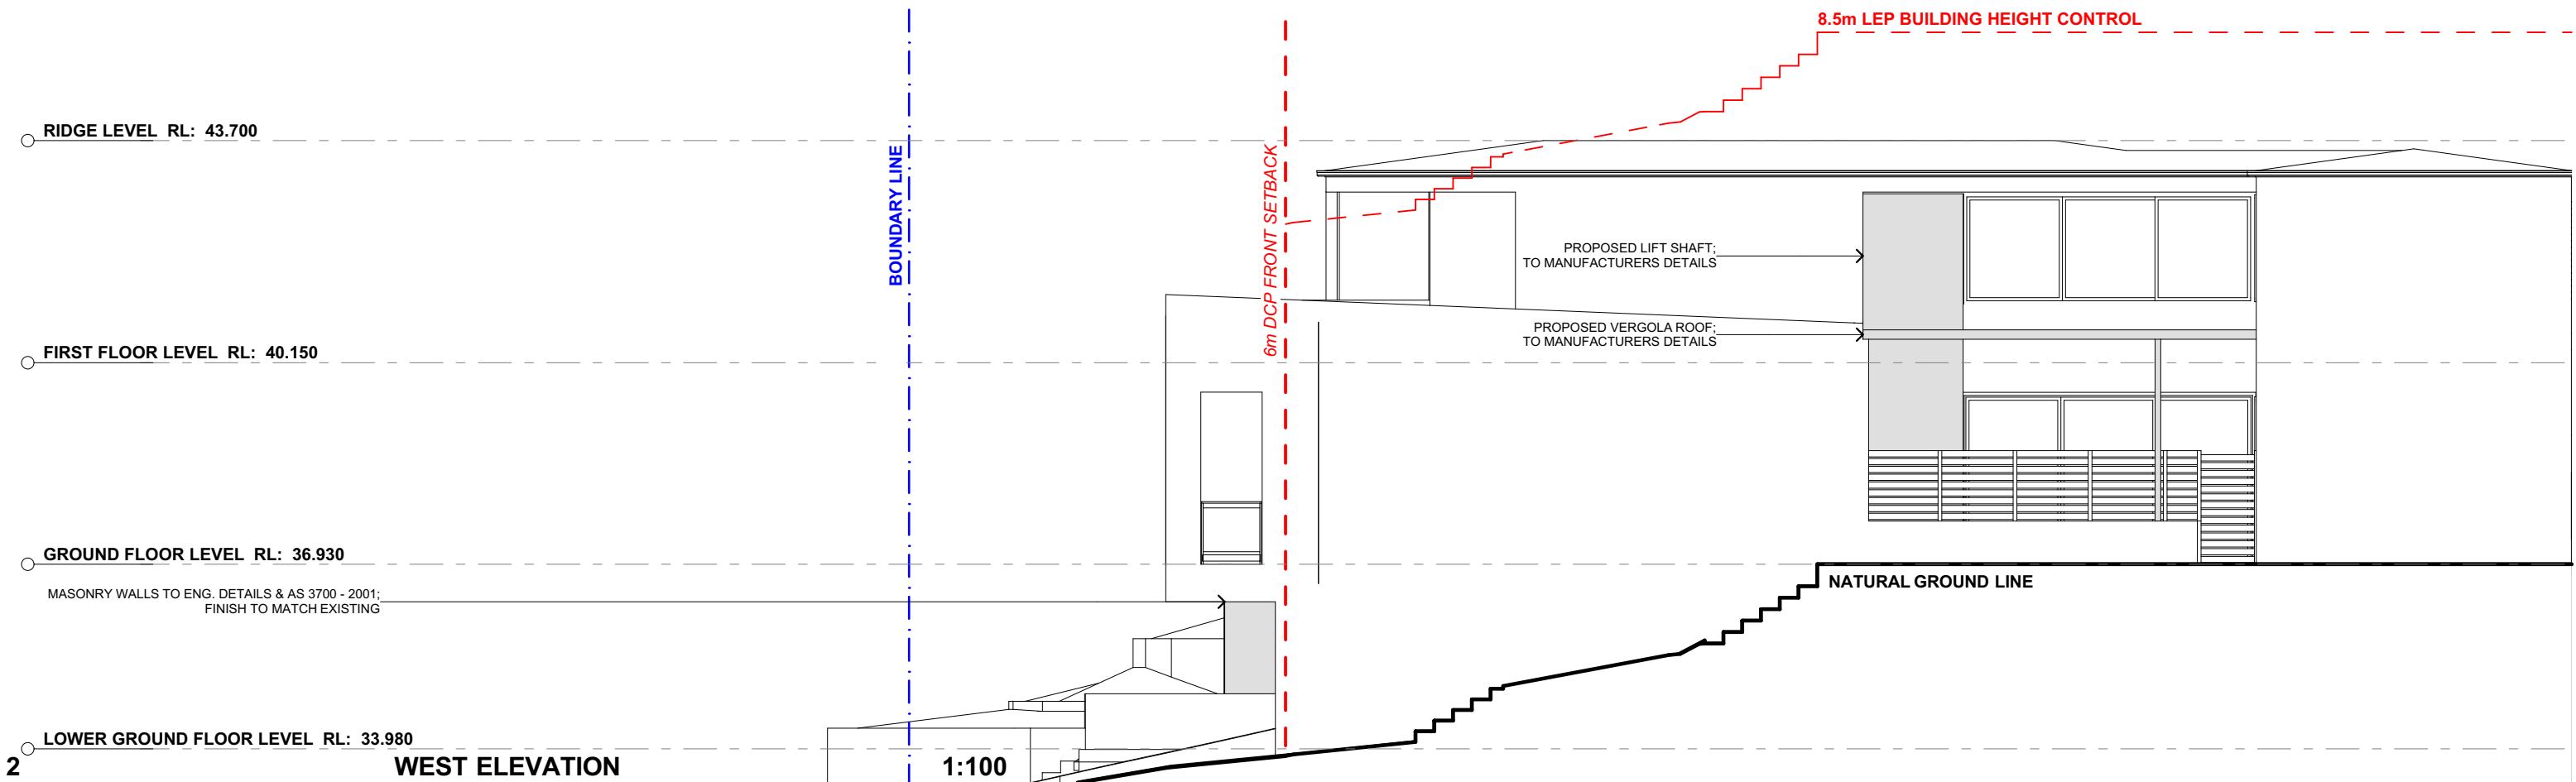 8.5m LEP BUILDING HEIGHT CONTROL
RIDGE LEVEL RL: 43.700
BOUNDARY LINE
6m DCP FRONT SETBACK
PROPOSED LIFT SHAFT;
TO MANUFACTURERS DETAILS
PROPOSED VERGOLA ROOF;
TO MANUFACTURERS DETAILS
FIRST FLOOR LEVEL RL: 40.150
GROUND FLOOR LEVEL RL: 36.930
NATURAL GROUND LINE
MASONRY WALLS TO ENG. DETAILS & AS 3700 - 2001;
FINISH TO MATCH EXISTING
LOWER GROUND FLOOR LEVEL RL: 33.980
2 WEST ELEVATION 1:100